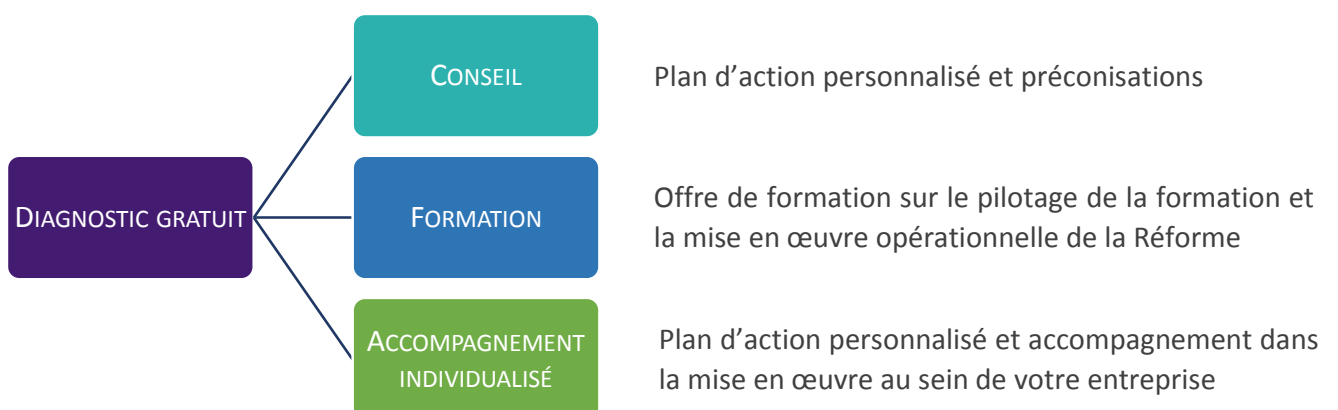 CONSEIL
Plan d’action personnalisé et préconisations
DIAGNOSTIC GRATUIT
FORMATION
Offre de formation sur le pilotage de la formation et
la mise en œuvre opérationnelle de la Réforme
ACCOMPAGNEMENT
INDIVIDUALISÉ
Plan d’action personnalisé et accompagnement dans
la mise en œuvre au sein de votre entreprise